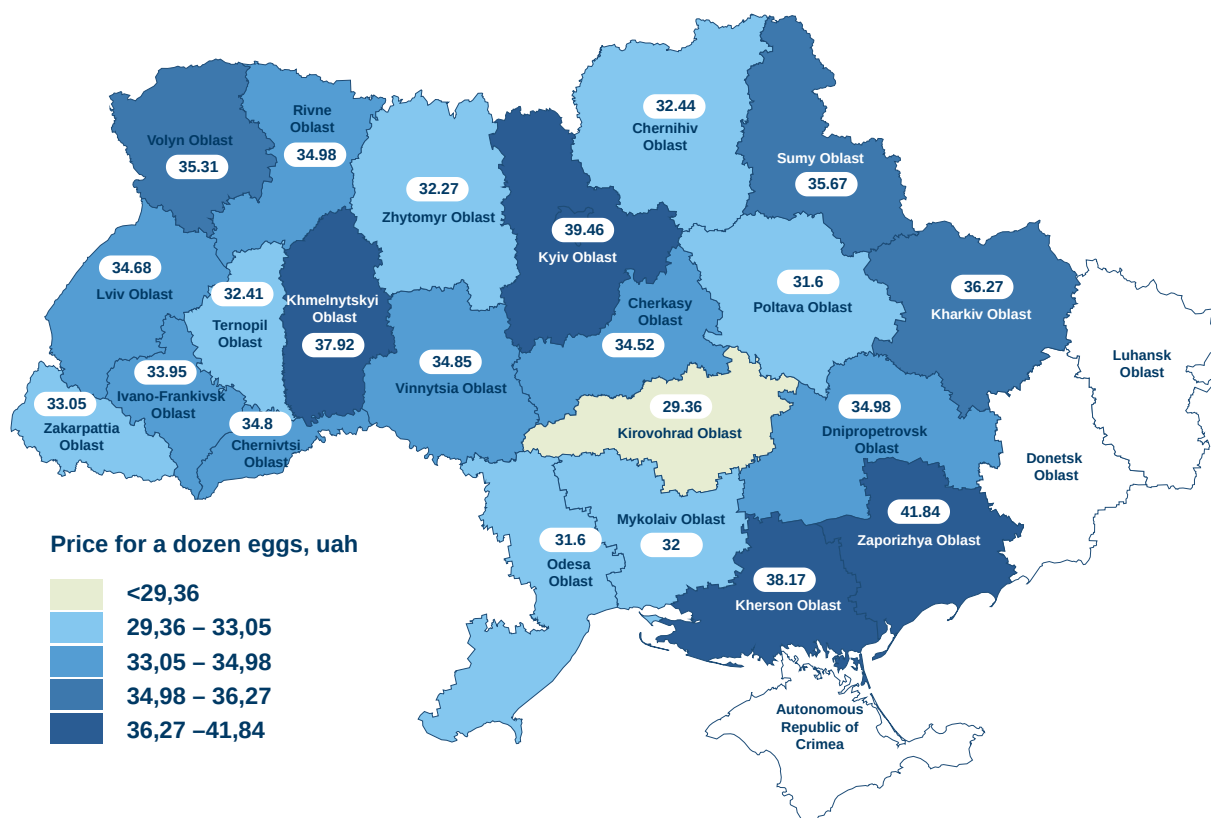 32.44
Chernihiv
Oblast
Rivne
Oblast
34.98
Volyn Oblast
35.31
Sumy Oblast
35.67
32.27
Zhytomyr Oblast
39.46
Kyiv Oblast
34.68
Lviv Oblast
32.41
Ternopil
Oblast
Khmelnytskyi
Oblast
37.92
Cherkasy
Oblast
34.52
31.6
Poltava Oblast
36.27
Kharkiv Oblast
Luhansk
Oblast
33.95
Ivano-Frankivsk
Oblast
34.85
Vinnytsia Oblast
33.05
Zakarpattia
Oblast
34.8
Chernivtsi
Oblast
29.36
Kirovohrad Oblast
34.98
Dnipropetrovsk
Oblast
Donetsk
Oblast
31.6
Odesa
Oblast
Mykolaiv Oblast
32
41.84
Zaporizhya Oblast
38.17
Kherson Oblast
Autonomous
Republic of
Crimea
Price for a dozen eggs, uah
<29,36
29,36 – 33,05
33,05 – 34,98
34,98 – 36,27
36,27 –41,84